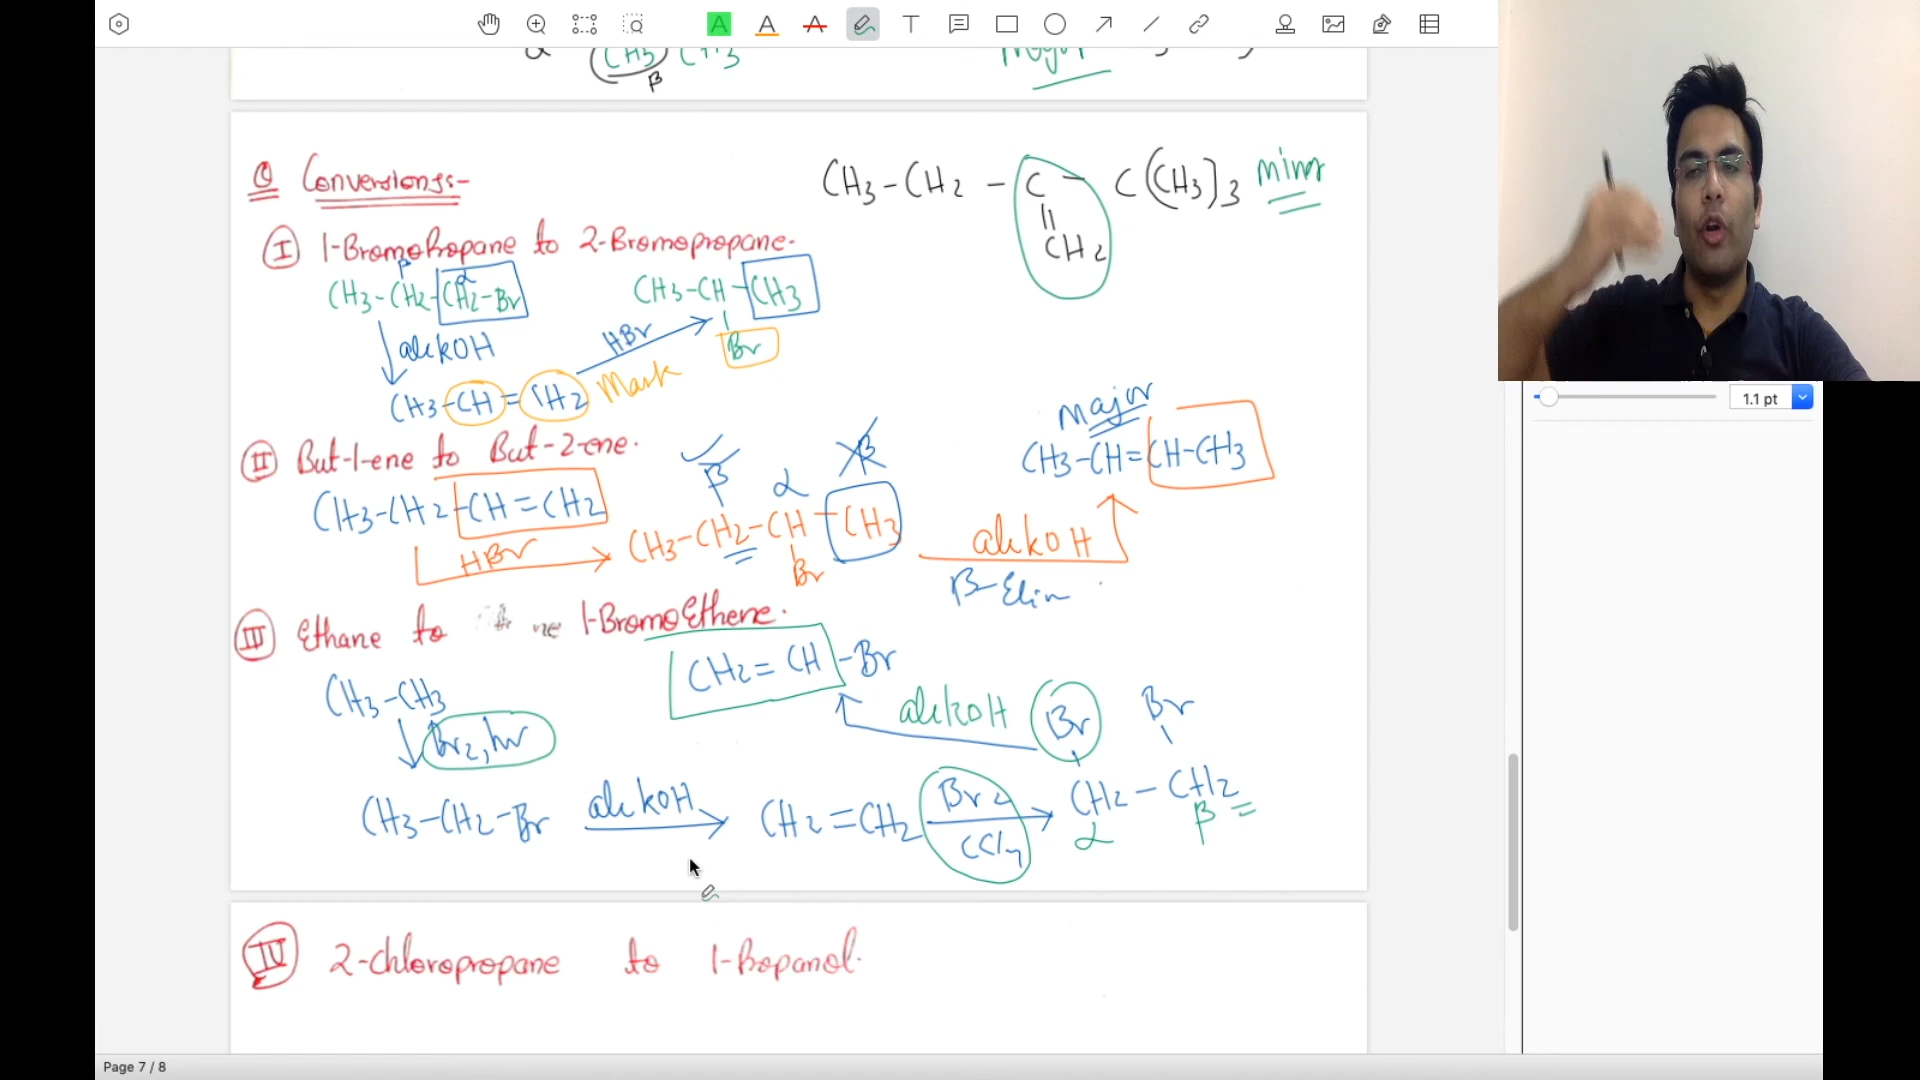 A A A T
α (CH3) CH3
β
Q Conversions:-
CH3-CH2 - C - C(CH3)3 minor
||
CH2
I 1-BromoPropane to 2-Bromopropane.
β α
CH3-CH2-CH2-Br CH3-CH-CH3
Br
alc KOH HBr
CH3-CH=CH2 Mark
II But-1-ene to But-2-ene.
CH3-CH2-CH=CH2
HBr
β α β
CH3-CH2-CH-CH3
Br
alc KOH
β-Elin
major
CH3-CH=CH-CH3
III Ethane to 1-BromoEthene.
CH3-CH3 CH2=CH-Br
Br2, hν alc KOH Br Br
CH3-CH2-Br alc KOH CH2=CH2 Br2 CH2-CH2
CCl4 α β
IV 2-chloropropane to 1-Propanol.
1.1 pt
Page 7 / 8